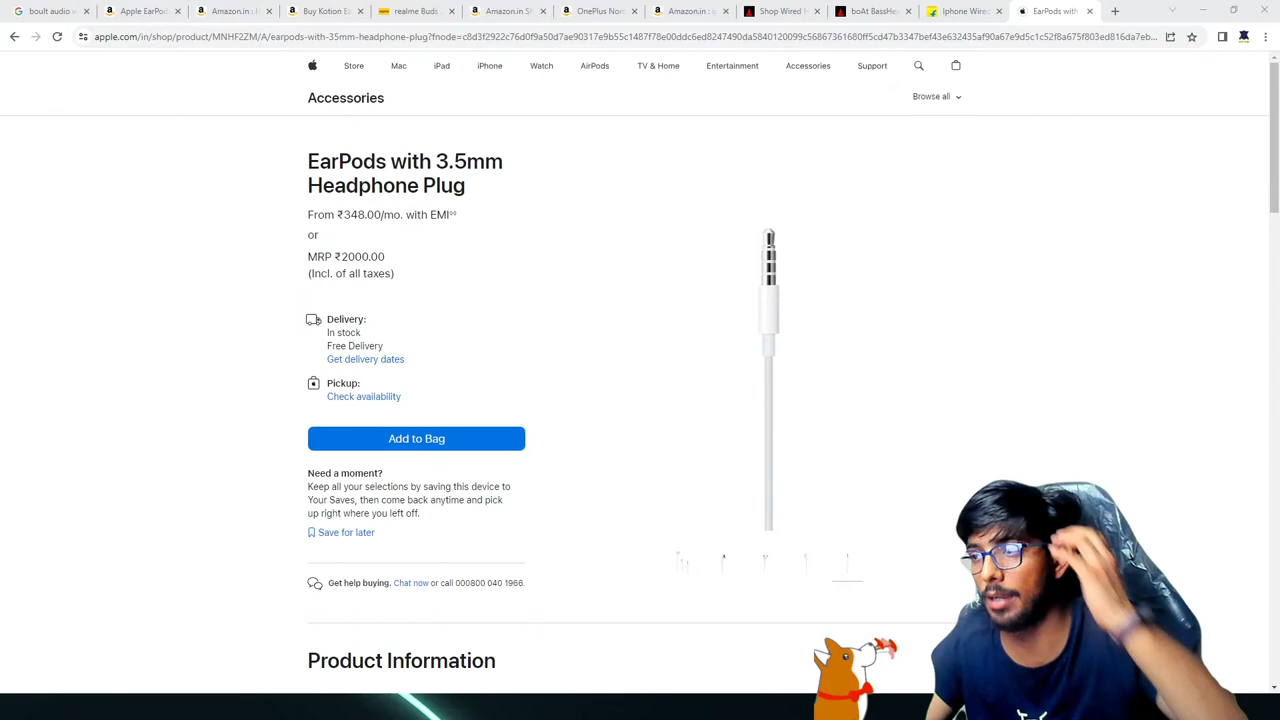 boult audio w
Apple EarPod
Amazon.in : i
Buy Kotion Ea
realme Buds
Amazon.in Sh
OnePlus Nor
Amazon.in : g
Shop Wired H
boAt BassHea
Iphone Wired
EarPods with
apple.com/in/shop/product/MNHF2ZM/A/earpods-with-35mm-headphone-plug?fnode=
Store Mac iPad iPhone Watch AirPods TV & Home Entertainment Accessories Support
Accessories
Browse all
EarPods with 3.5mm
Headphone Plug
From ₹348.00/mo. with EMI
or
MRP ₹2000.00
(Incl. of all taxes)
Delivery:
In stock
Free Delivery
Get delivery dates
Pickup:
Check availability
Add to Bag
Need a moment?
Keep all your selections by saving this device to
Your Saves, then come back anytime and pick
up right where you left off.
Save for later
Get help buying. Chat now or call 000800 040 1966.
Product Information